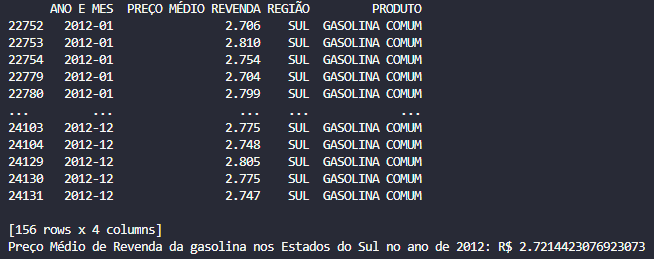 ANO E MES PREÇO MÉDIO REVENDA REGIÃO PRODUTO
22752 2012-01 2.706 SUL GASOLINA COMUM
22753 2012-01 2.810 SUL GASOLINA COMUM
22754 2012-01 2.754 SUL GASOLINA COMUM
22779 2012-01 2.704 SUL GASOLINA COMUM
22780 2012-01 2.799 SUL GASOLINA COMUM
... ... ... ... ...
24103 2012-12 2.775 SUL GASOLINA COMUM
24104 2012-12 2.748 SUL GASOLINA COMUM
24129 2012-12 2.805 SUL GASOLINA COMUM
24130 2012-12 2.775 SUL GASOLINA COMUM
24131 2012-12 2.747 SUL GASOLINA COMUM
[156 rows x 4 columns]
Preço Médio de Revenda da gasolina nos Estados do Sul no ano de 2012: R$ 2.7214423076923073